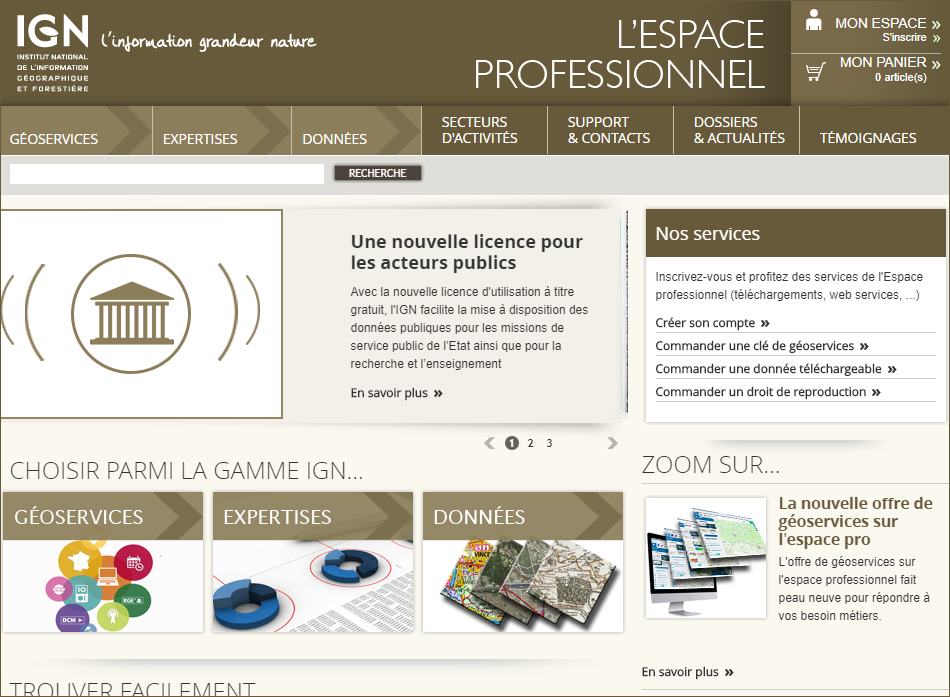 IGN
INSTITUT NATIONAL
DE L'INFORMATION
GÉOGRAPHIQUE
ET FORESTIÈRE
l'information grandeur nature
L'ESPACE
PROFESSIONNEL
MON ESPACE »
S'inscrire »
MON PANIER »
0 article(s)
GÉOSERVICES
EXPERTISES
DONNÉES
SECTEURS
D'ACTIVITÉS
SUPPORT
& CONTACTS
DOSSIERS
& ACTUALITÉS
TÉMOIGNAGES
RECHERCHE
Une nouvelle licence pour
les acteurs publics
Avec la nouvelle licence d'utilisation à titre
gratuit, l'IGN facilite la mise à disposition des
données publiques pour les missions de
service public de l'Etat ainsi que pour la
recherche et l'enseignement
En savoir plus »
1 2 3
Nos services
Inscrivez-vous et profitez des services de l'Espace
professionnel (téléchargements, web services, ...)
Créer son compte »
Commander une clé de géoservices »
Commander une donnée téléchargeable »
Commander un droit de reproduction »
CHOISIR PARMI LA GAMME IGN...
GÉOSERVICES
EXPERTISES
DONNÉES
DCM
RGE
ZOOM SUR...
La nouvelle offre de
géoservices sur
l'espace pro
L'offre de géoservices sur
l'espace professionnel fait
peau neuve pour répondre à
vos besoin métiers.
En savoir plus »
TROUVER FACILEMENT